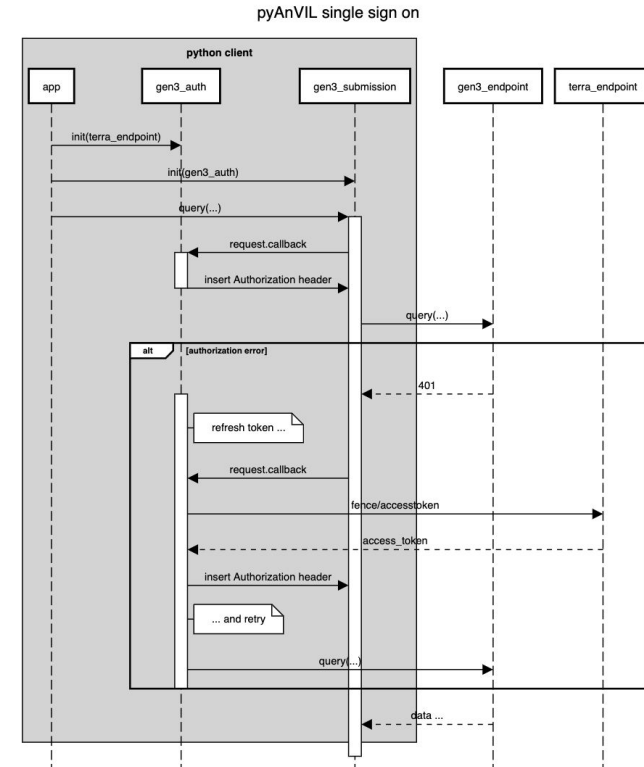 pyAnVIL single sign on
python client
app
gen3_auth
gen3_submission
gen3_endpoint
terra_endpoint
init(terra_endpoint)
init(gen3_auth)
query(...)
request.callback
insert Authorization header
query(...)
alt
[authorization error]
401
refresh token ...
request.callback
fence/accesstoken
access_token
insert Authorization header
... and retry
query(...)
data ...